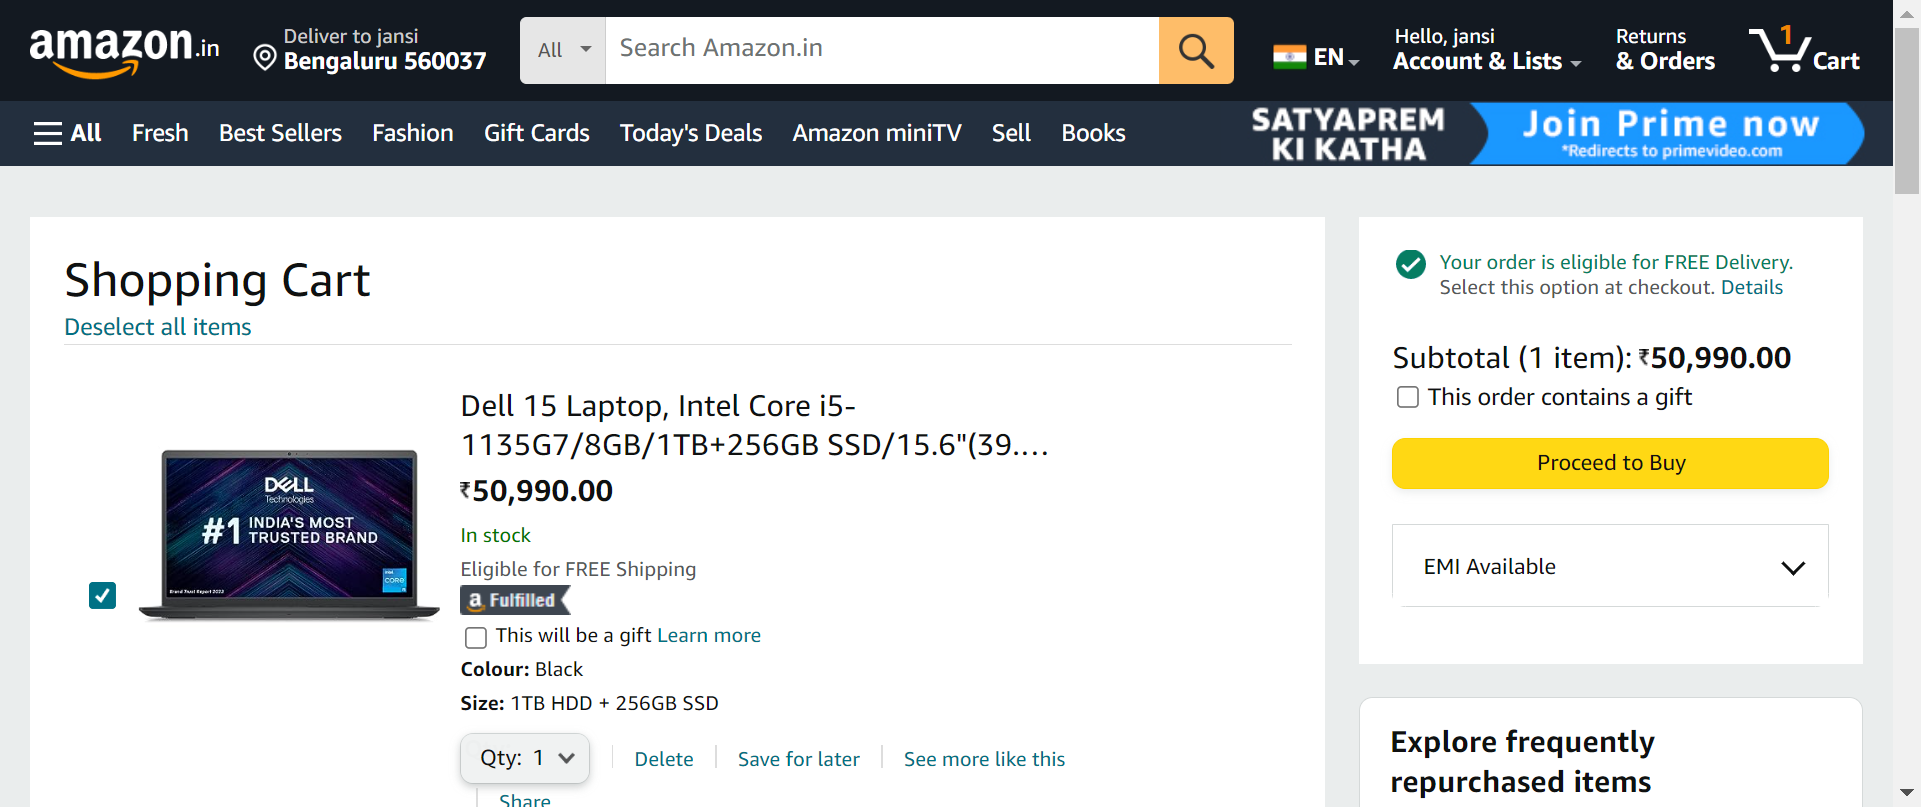 amazon.in
Deliver to jansi
Bengaluru 560037
All
Search Amazon.in
EN
Hello, jansi
Account & Lists
Returns
& Orders
1
Cart
All
Fresh
Best Sellers
Fashion
Gift Cards
Today's Deals
Amazon miniTV
Sell
Books
SATYAPREM
KI KATHA
Join Prime now
*Redirects to primevideo.com
Shopping Cart
Deselect all items
DELL
Technologies
#1 INDIA'S MOST
TRUSTED BRAND
intel
CORE
i5
Brand Trust Report 2023
Dell 15 Laptop, Intel Core i5-
1135G7/8GB/1TB+256GB SSD/15.6"(39.…
₹50,990.00
In stock
Eligible for FREE Shipping
a Fulfilled
This will be a gift Learn more
Colour: Black
Size: 1TB HDD + 256GB SSD
Qty: 1
Delete
Save for later
See more like this
Share
Your order is eligible for FREE Delivery.
Select this option at checkout. Details
Subtotal (1 item): ₹50,990.00
This order contains a gift
Proceed to Buy
EMI Available
Explore frequently
repurchased items